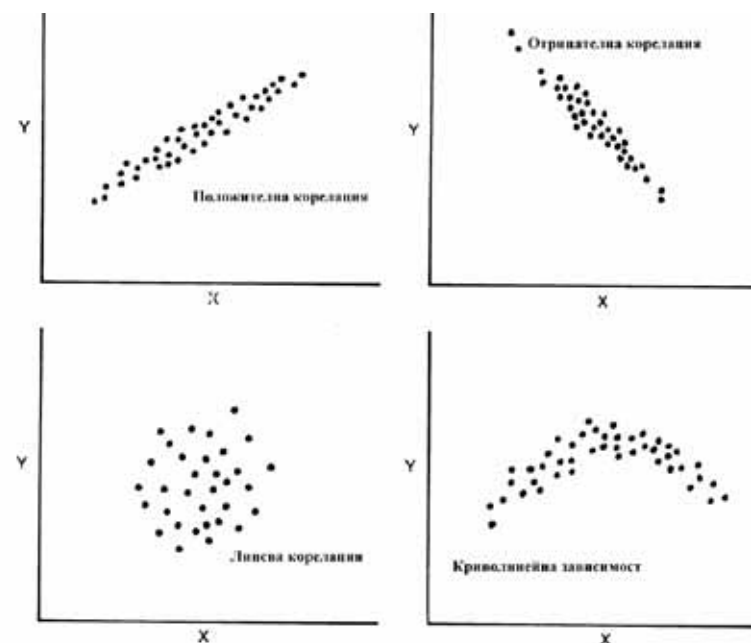 Y
Положителна корелация
X
Отрицателна корелация
Y
X
Y
Липсва корелация
X
Y
Криволинейна зависимост
X